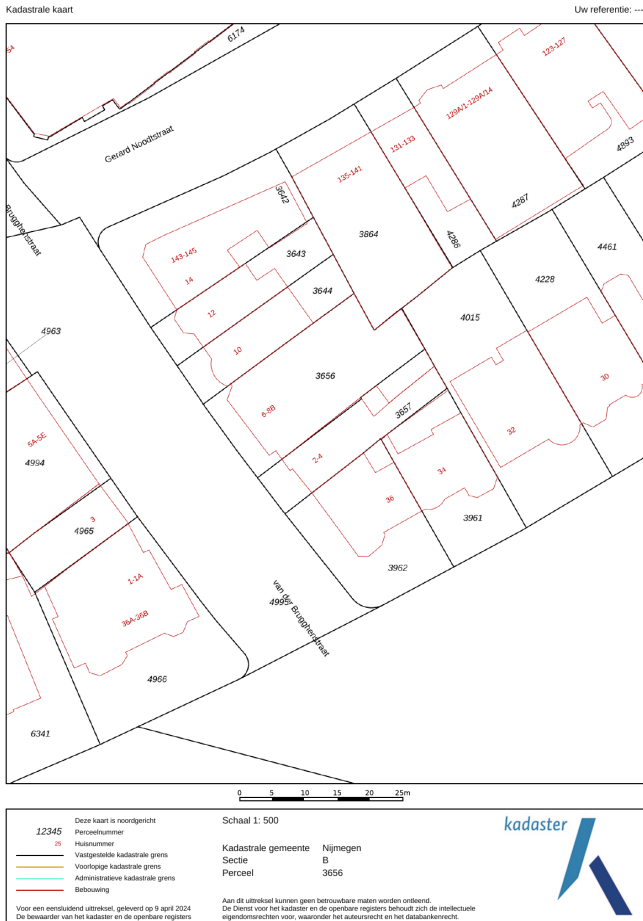 Kadastrale kaart
Uw referentie: ---
54
6174
123-127
129A/1-129A/14
4893
Gerard Noodtstraat
131-133
135-141
3642
4287
Brugghenstraat
3864
4286
4461
143-145
3643
14
4228
3644
12
4015
4963
10
3656
30
6-8B
3657
5A-5E
32
4994
2-4
34
36
3
3961
4965
3962
1-1A
4995
van der Brugghenstraat
36A-36B
4966
6341
0 5 10 15 20 25m
Deze kaart is noordgericht
12345 Perceelnummer
25 Huisnummer
Vastgestelde kadastrale grens
Voorlopige kadastrale grens
Administratieve kadastrale grens
Bebouwing
Voor een eensluidend uittreksel, geleverd op 9 april 2024
De bewaarder van het kadaster en de openbare registers
Schaal 1: 500
Kadastrale gemeente Nijmegen
Sectie B
Perceel 3656
Aan dit uittreksel kunnen geen betrouwbare maten worden ontleend.
De Dienst voor het kadaster en de openbare registers behoudt zich de intellectuele
eigendomsrechten voor, waaronder het auteursrecht en het databankenrecht.
kadaster